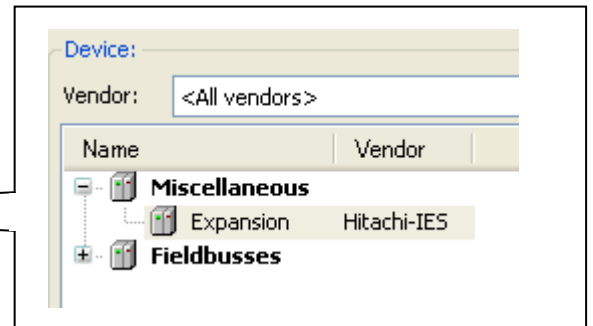 Device:
Vendor: <All vendors>
Name Vendor
Miscellaneous
Expansion Hitachi-IES
Fieldbusses